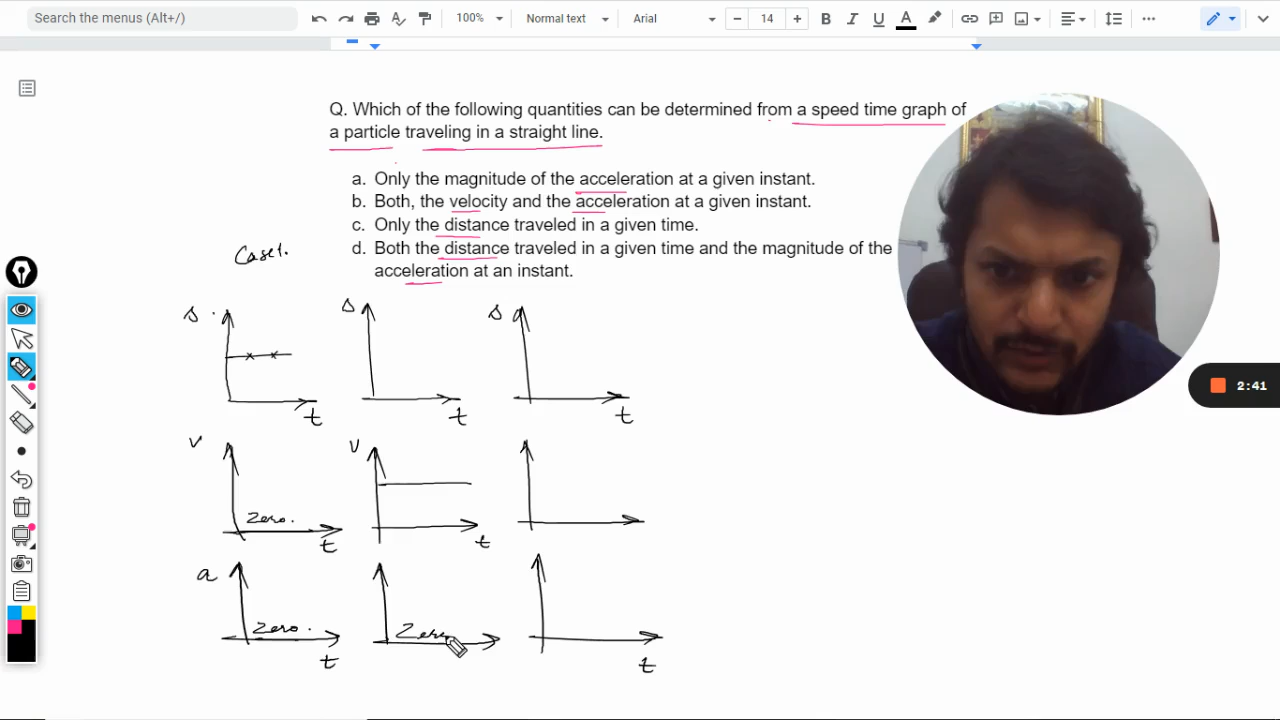 Search the menus (Alt+/)
100%
Normal text
Arial
14
B I U A
Q. Which of the following quantities can be determined from a speed time graph of
a particle traveling in a straight line.
a. Only the magnitude of the acceleration at a given instant.
b. Both, the velocity and the acceleration at a given instant.
c. Only the distance traveled in a given time.
d. Both the distance traveled in a given time and the magnitude of the
acceleration at an instant.
Case 1.
s s s
t t t
v v
zero.
t t
a
zero. Zero
t t
2:41